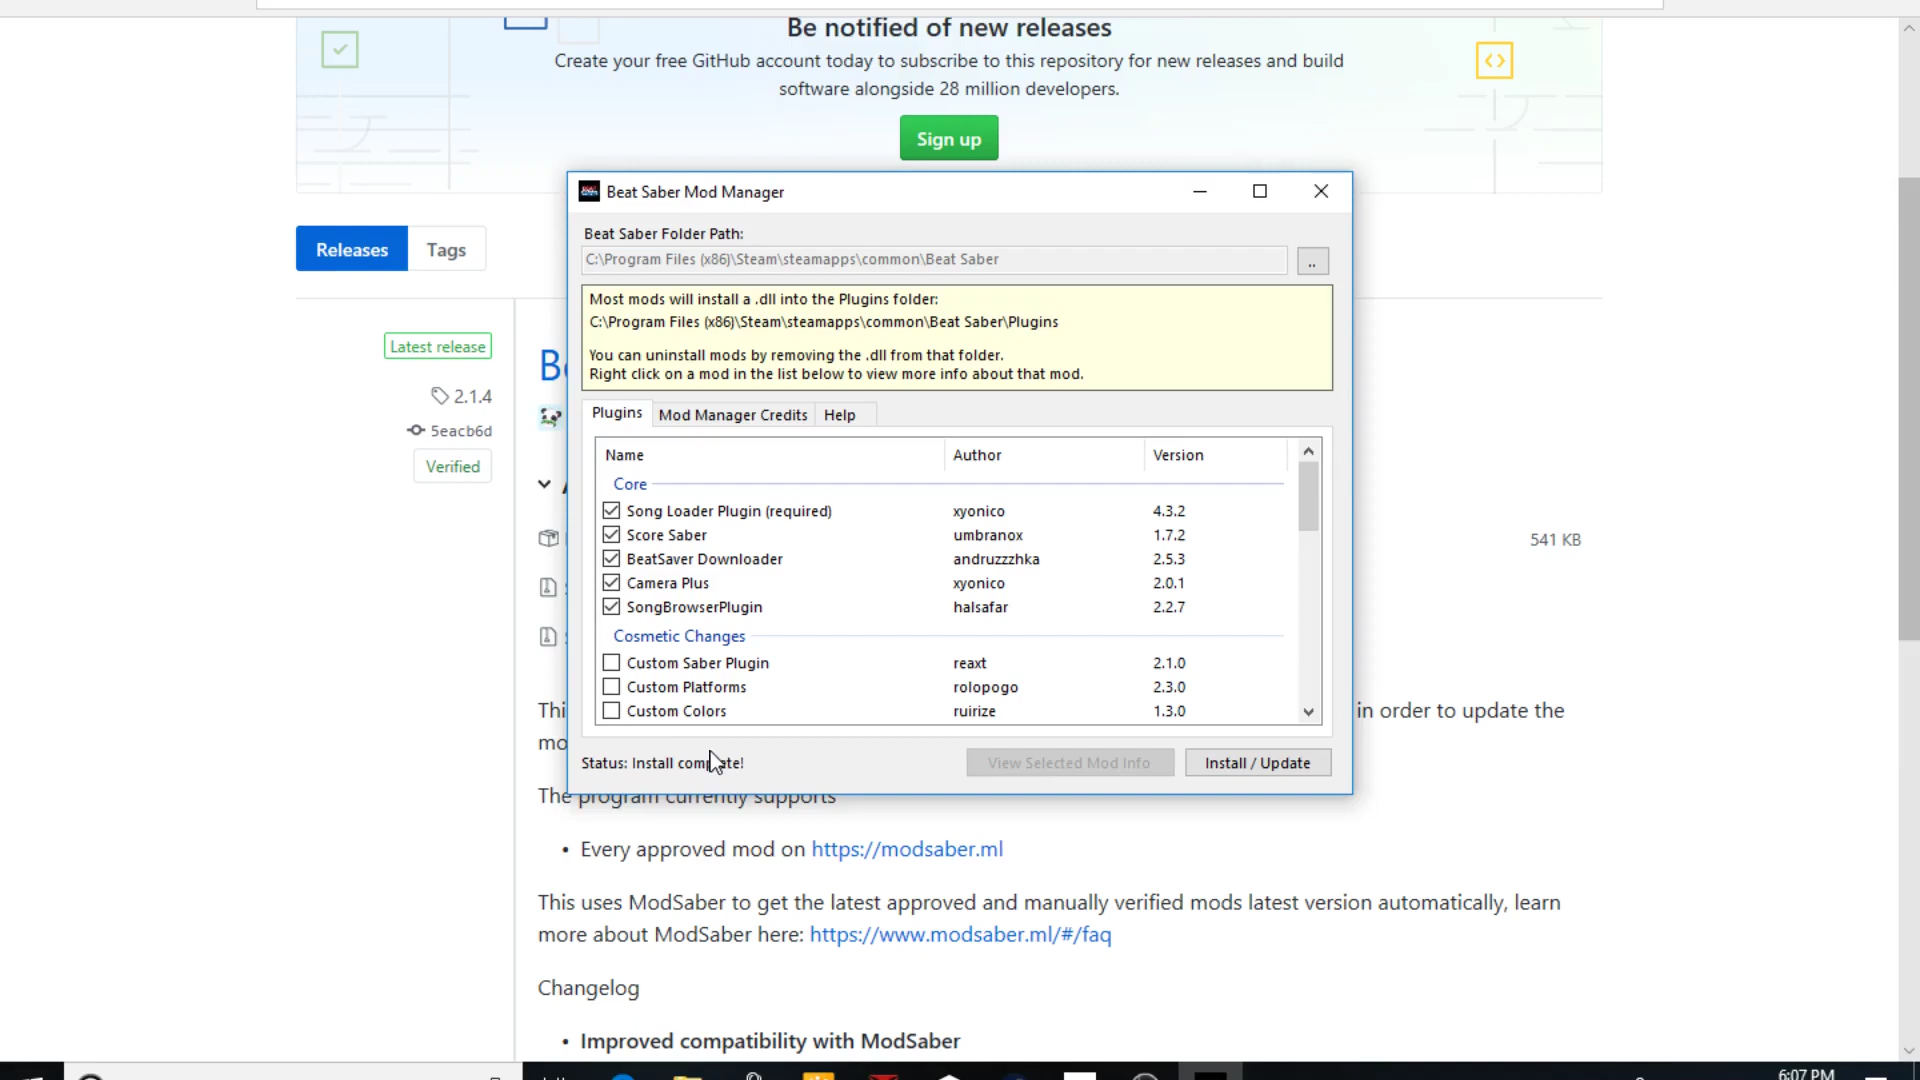 Be notified of new releases
Create your free GitHub account today to subscribe to this repository for new releases and build
software alongside 28 million developers.
Sign up
Releases
Tags
Latest release
2.1.4
5eacb6d
Verified
541 KB
Beat Saber Mod Manager
Beat Saber Folder Path:
C:\Program Files (x86)\Steam\steamapps\common\Beat Saber
..
Most mods will install a .dll into the Plugins folder:
C:\Program Files (x86)\Steam\steamapps\common\Beat Saber\Plugins
You can uninstall mods by removing the .dll from that folder.
Right click on a mod in the list below to view more info about that mod.
Plugins Mod Manager Credits Help
Name Author Version
Core
Song Loader Plugin (required) xyonico 4.3.2
Score Saber umbranox 1.7.2
BeatSaver Downloader andruzzzhka 2.5.3
Camera Plus xyonico 2.0.1
SongBrowserPlugin halsafar 2.2.7
Cosmetic Changes
Custom Saber Plugin reaxt 2.1.0
Custom Platforms rolopogo 2.3.0
Custom Colors ruirize 1.3.0
Status: Install complete!
View Selected Mod Info
Install / Update
in order to update the
The program currently supports
• Every approved mod on https://modsaber.ml
This uses ModSaber to get the latest approved and manually verified mods latest version automatically, learn
more about ModSaber here: https://www.modsaber.ml/#/faq
Changelog
• Improved compatibility with ModSaber
6:07 PM